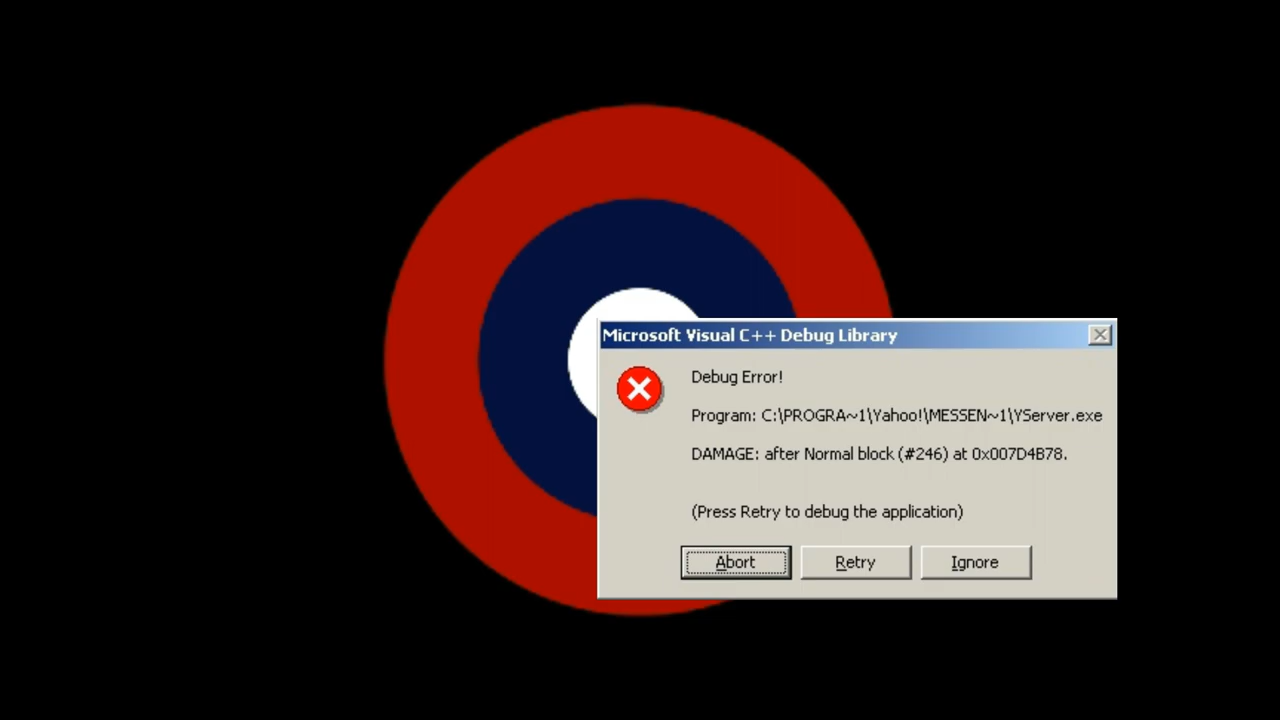 Microsoft Visual C++ Debug Library
Debug Error!
Program: C:\PROGRA~1\Yahoo!\MESSEN~1\YServer.exe
DAMAGE: after Normal block (#246) at 0x007D4B78.
(Press Retry to debug the application)
Abort Retry Ignore